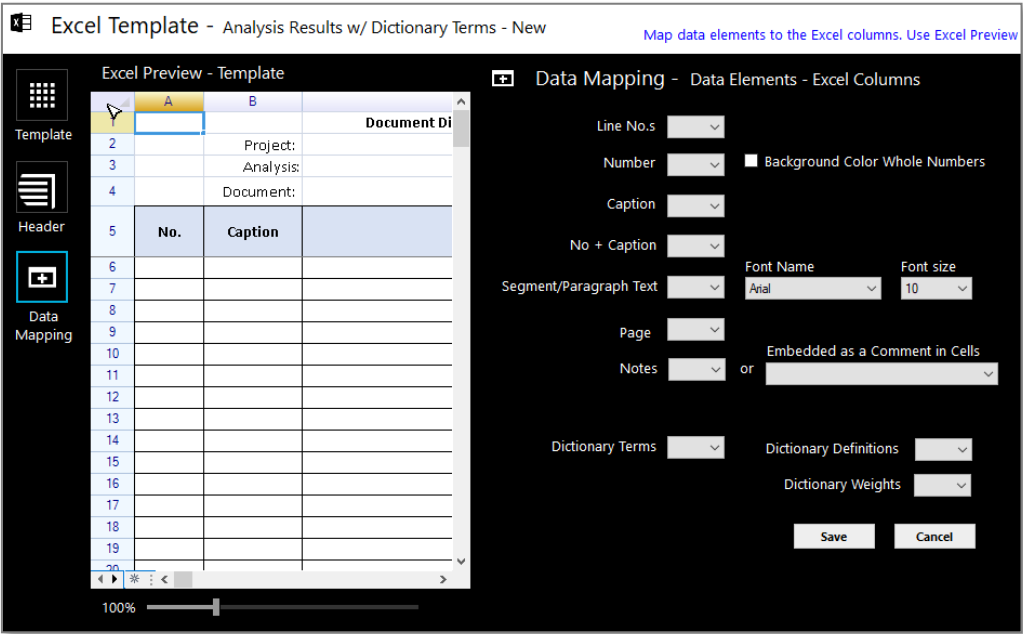 Excel Template - Analysis Results w/ Dictionary Terms - New
Map data elements to the Excel columns. Use Excel Preview
Template
Header
Data
Mapping
Excel Preview - Template
A B
1 Document Di
2 Project:
3 Analysis:
4 Document:
5 No. Caption
6
7
8
9
10
11
12
13
14
15
16
17
18
19
20
100%
Data Mapping - Data Elements - Excel Columns
Line No.s
Number Background Color Whole Numbers
Caption
No + Caption
Font Name Font size
Segment/Paragraph Text Arial 10
Page
Embedded as a Comment in Cells
Notes or
Dictionary Terms Dictionary Definitions
Dictionary Weights
Save Cancel